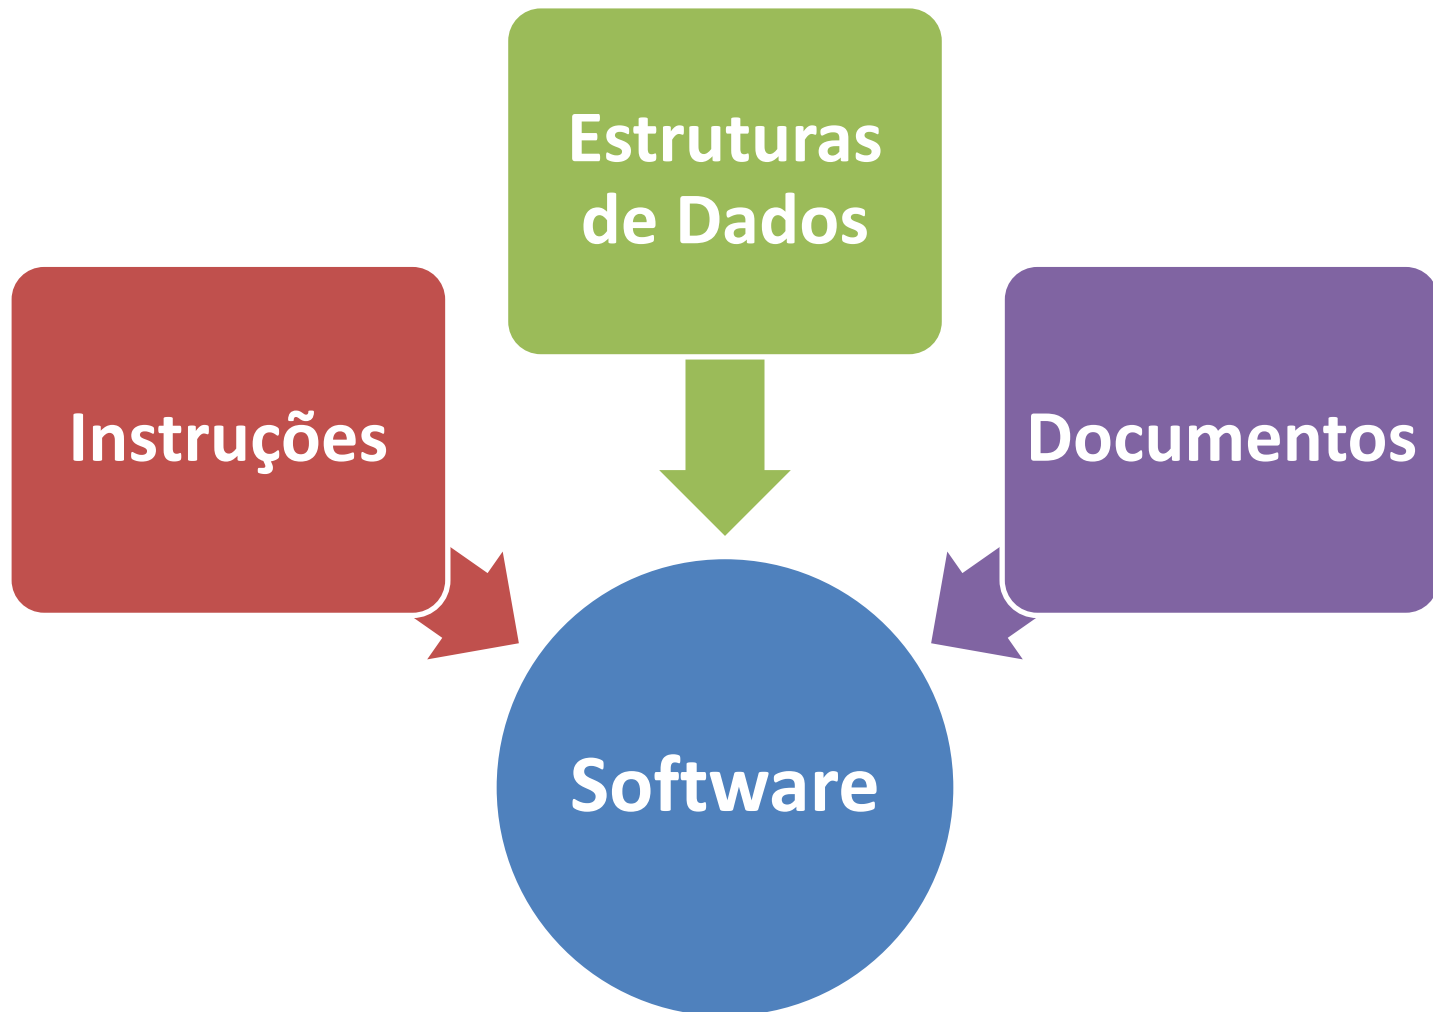 Estruturas
de Dados
Instruções
Documentos
Software